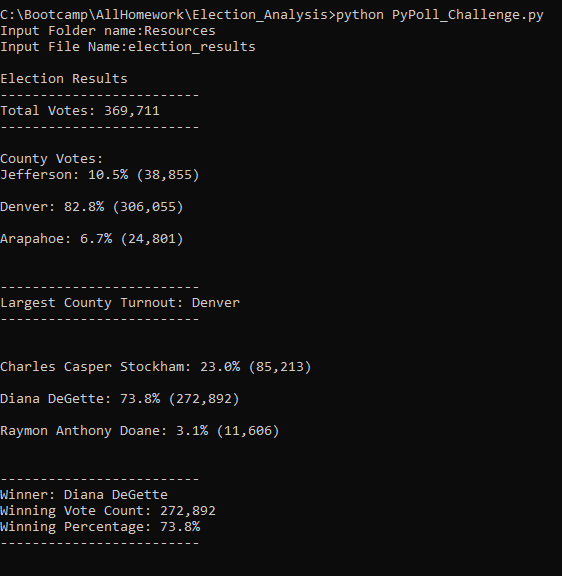 C:\Bootcamp\AllHomework\Election_Analysis>python PyPoll_Challenge.py
Input Folder name:Resources
Input File Name:election_results
Election Results
-------------------------
Total Votes: 369,711
-------------------------
County Votes:
Jefferson: 10.5% (38,855)
Denver: 82.8% (306,055)
Arapahoe: 6.7% (24,801)
-------------------------
Largest County Turnout: Denver
-------------------------
Charles Casper Stockham: 23.0% (85,213)
Diana DeGette: 73.8% (272,892)
Raymon Anthony Doane: 3.1% (11,606)
-------------------------
Winner: Diana DeGette
Winning Vote Count: 272,892
Winning Percentage: 73.8%
-------------------------